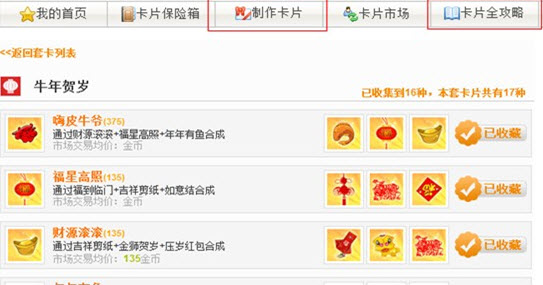 我的首页 卡片保险箱 制作卡片 卡片市场 卡片全攻略
<<返回套卡列表
牛年贺岁 已收集到16种，本套卡片共有17种
嗨皮牛爷(375)
通过财源滚滚+福星高照+年年有鱼合成
市场交易均价：金币
已收藏
福星高照(135)
通过福到临门+吉祥剪纸+如意结合成
市场交易均价：金币
已收藏
财源滚滚(135)
通过吉祥剪纸+金狮贺岁+压岁红包合成
市场交易均价：135金币
已收藏